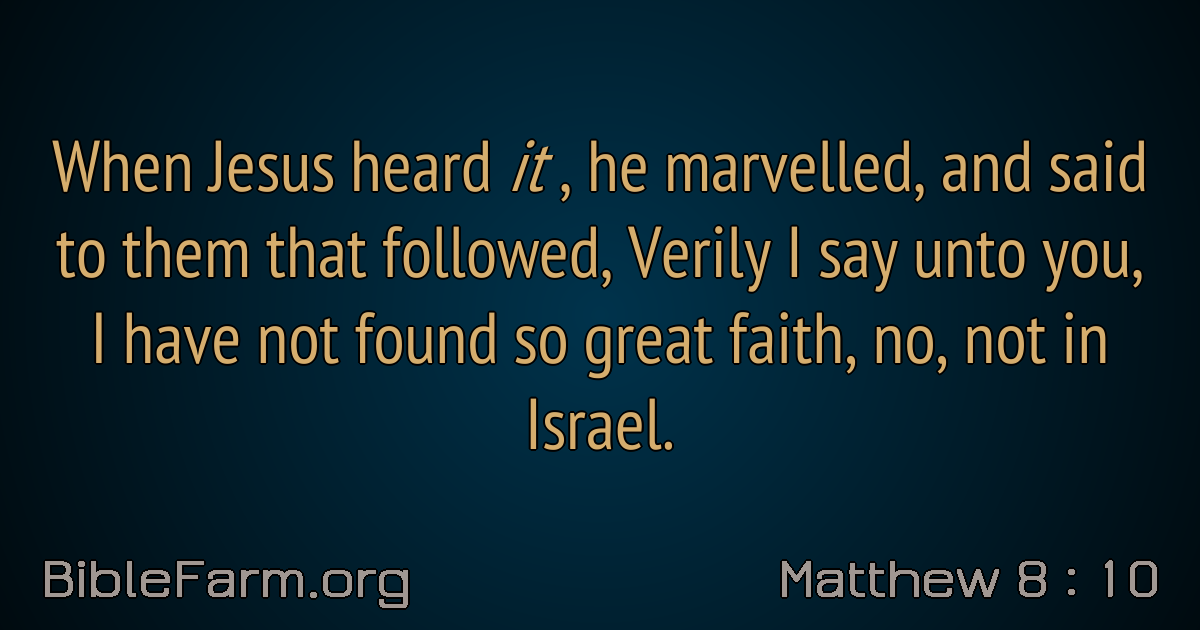 When Jesus heard it , he marvelled, and said
to them that followed, Verily I say unto you,
I have not found so great faith, no, not in
Israel.
BibleFarm.org
Matthew 8 : 10